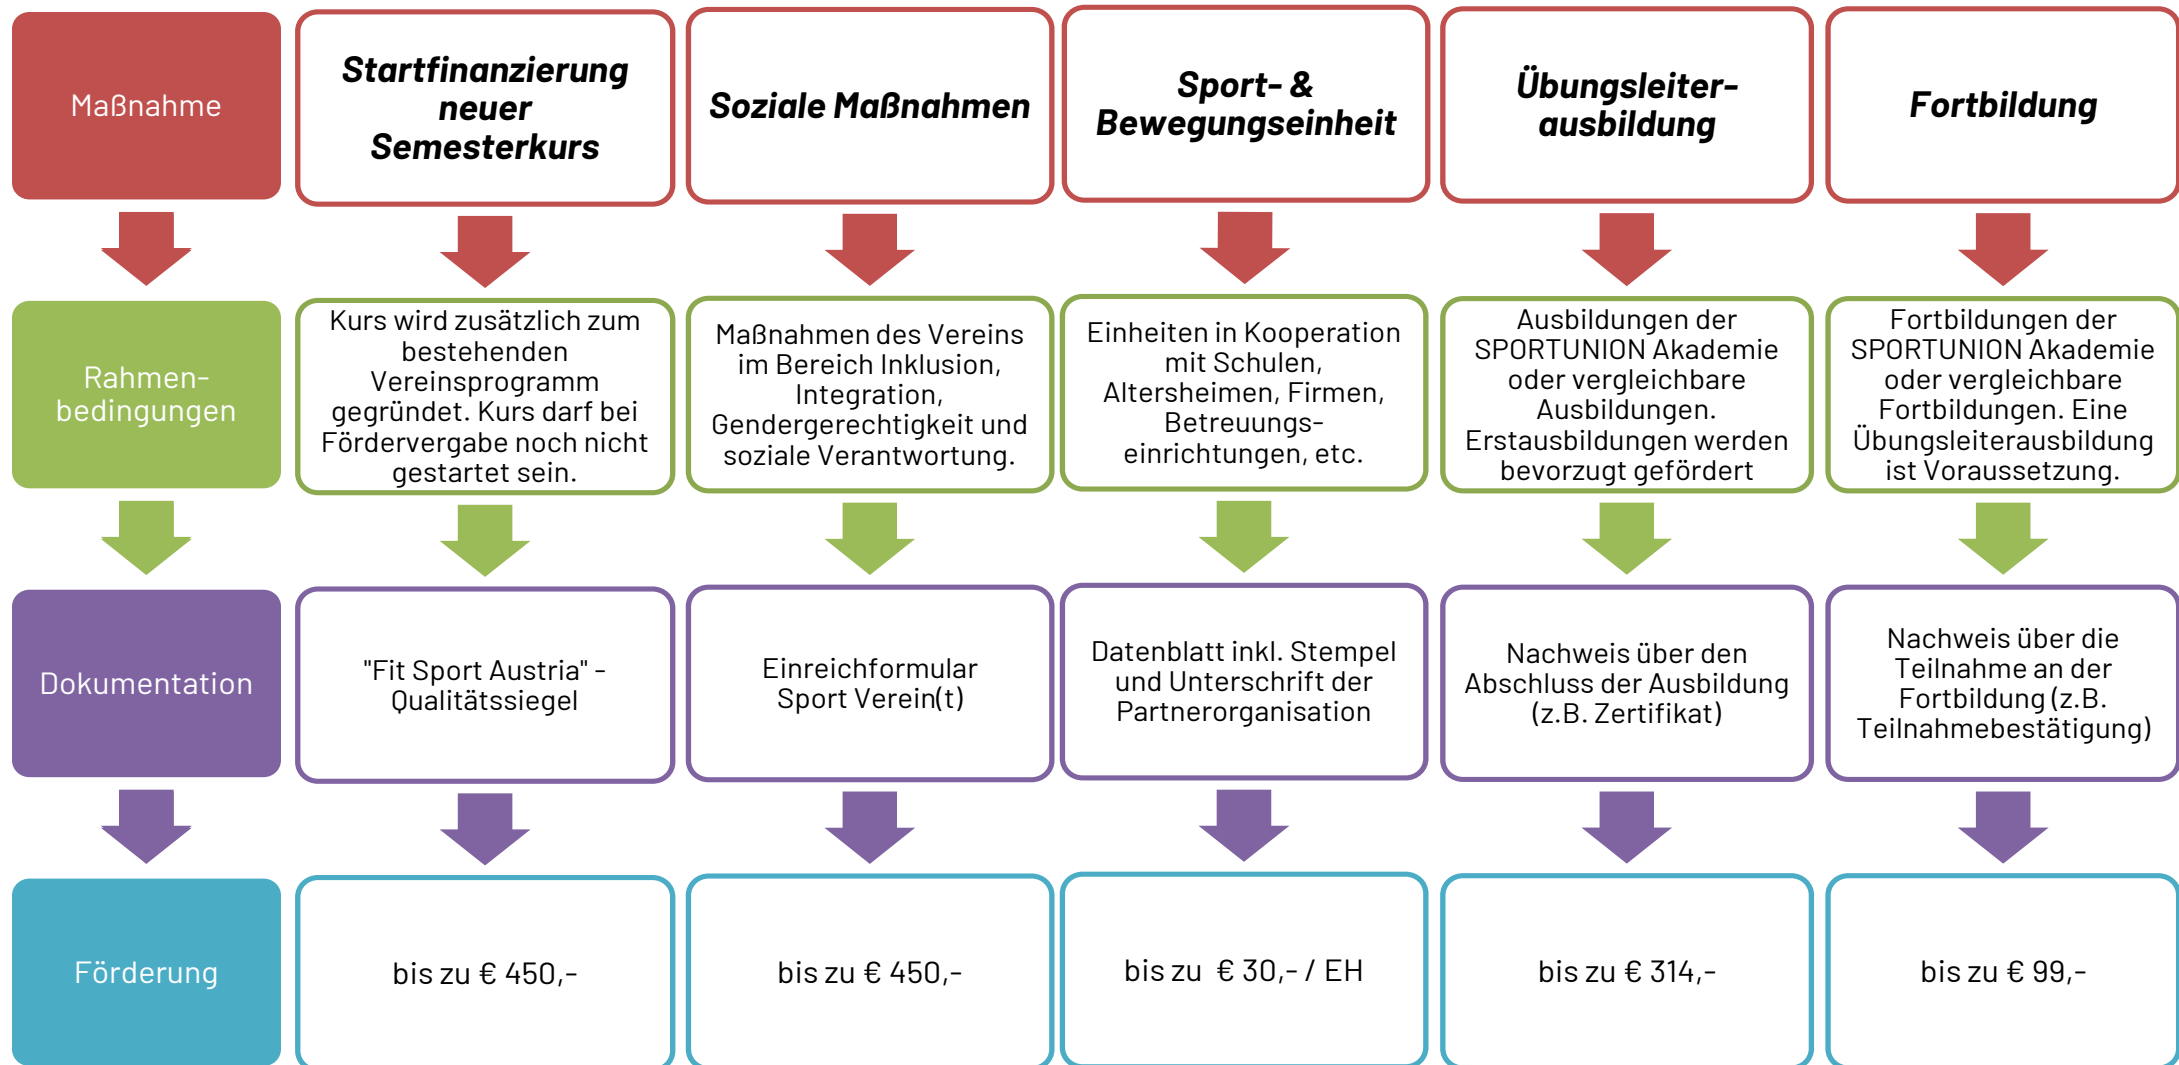 Maßnahme
Startfinanzierung
neuer
Semesterkurs
Soziale Maßnahmen
Sport- &
Bewegungseinheit
Übungsleiter-
ausbildung
Fortbildung
Rahmen-
bedingungen
Kurs wird zusätzlich zum
bestehenden
Vereinsprogramm
gegründet. Kurs darf bei
Fördervergabe noch nicht
gestartet sein.
Maßnahmen des Vereins
im Bereich Inklusion,
Integration,
Gendergerechtigkeit und
soziale Verantwortung.
Einheiten in Kooperation
mit Schulen,
Altersheimen, Firmen,
Betreuungs-
einrichtungen, etc.
Ausbildungen der
SPORTUNION Akademie
oder vergleichbare
Ausbildungen.
Erstausbildungen werden
bevorzugt gefördert
Fortbildungen der
SPORTUNION Akademie
oder vergleichbare
Fortbildungen. Eine
Übungsleiterausbildung
ist Voraussetzung.
Dokumentation
"Fit Sport Austria" -
Qualitätssiegel
Einreichformular
Sport Verein(t)
Datenblatt inkl. Stempel
und Unterschrift der
Partnerorganisation
Nachweis über den
Abschluss der Ausbildung
(z.B. Zertifikat)
Nachweis über die
Teilnahme an der
Fortbildung (z.B.
Teilnahmebestätigung)
Förderung
bis zu € 450,-
bis zu € 450,-
bis zu € 30,- / EH
bis zu € 314,-
bis zu € 99,-